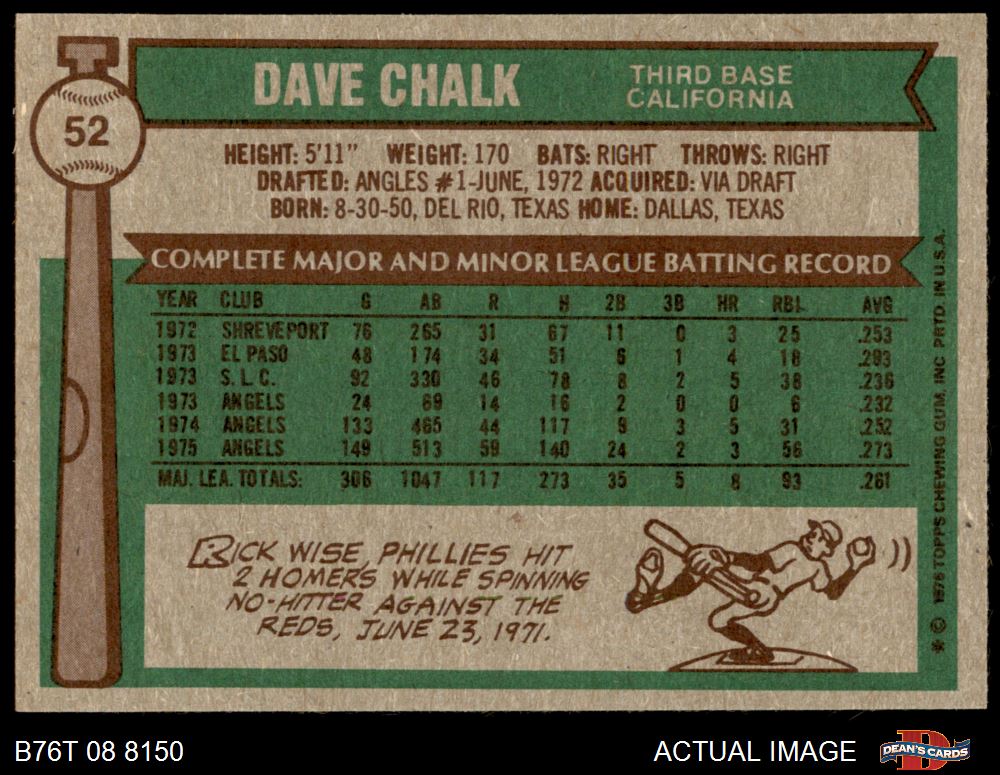 52
DAVE CHALK
THIRD BASE
CALIFORNIA
HEIGHT: 5'11" WEIGHT: 170 BATS: RIGHT THROWS: RIGHT
DRAFTED: ANGLES #1-JUNE, 1972 ACQUIRED: VIA DRAFT
BORN: 8-30-50, DEL RIO, TEXAS HOME: DALLAS, TEXAS
COMPLETE MAJOR AND MINOR LEAGUE BATTING RECORD
YEAR CLUB G AB R H 2B 3B HR RBI AVG
1972 SHREVEPORT 76 265 31 67 11 0 3 25 .253
1973 EL PASO 48 174 34 51 6 1 4 18 .293
1973 S.L.C. 92 330 46 78 8 2 5 38 .236
1973 ANGELS 24 69 14 16 2 0 0 6 .232
1974 ANGELS 133 465 44 117 9 3 5 31 .252
1975 ANGELS 149 513 59 140 24 2 3 56 .273
MAJ. LEA. TOTALS: 306 1047 117 273 35 5 8 93 .261
RICK WISE, PHILLIES HIT
2 HOMERS WHILE SPINNING
NO-HITTER AGAINST THE
REDS, JUNE 23, 1971.
* © 1976 TOPPS CHEWING GUM, INC PRTD. IN U.S.A.
B76T 08 8150
ACTUAL IMAGE
D
DEAN'S CARDS